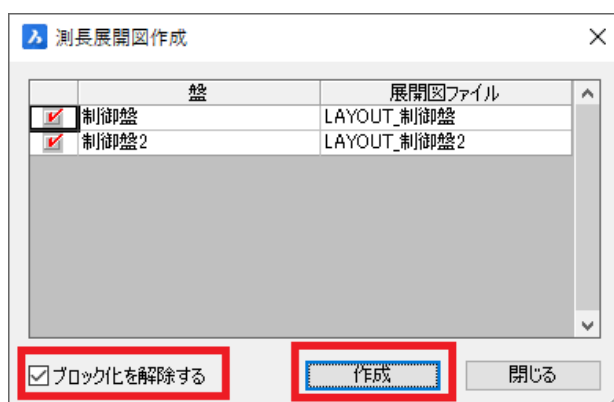 測長展開図作成
盤 展開図ファイル
制御盤 LAYOUT_制御盤
制御盤2 LAYOUT_制御盤2
ブロック化を解除する 作成 閉じる